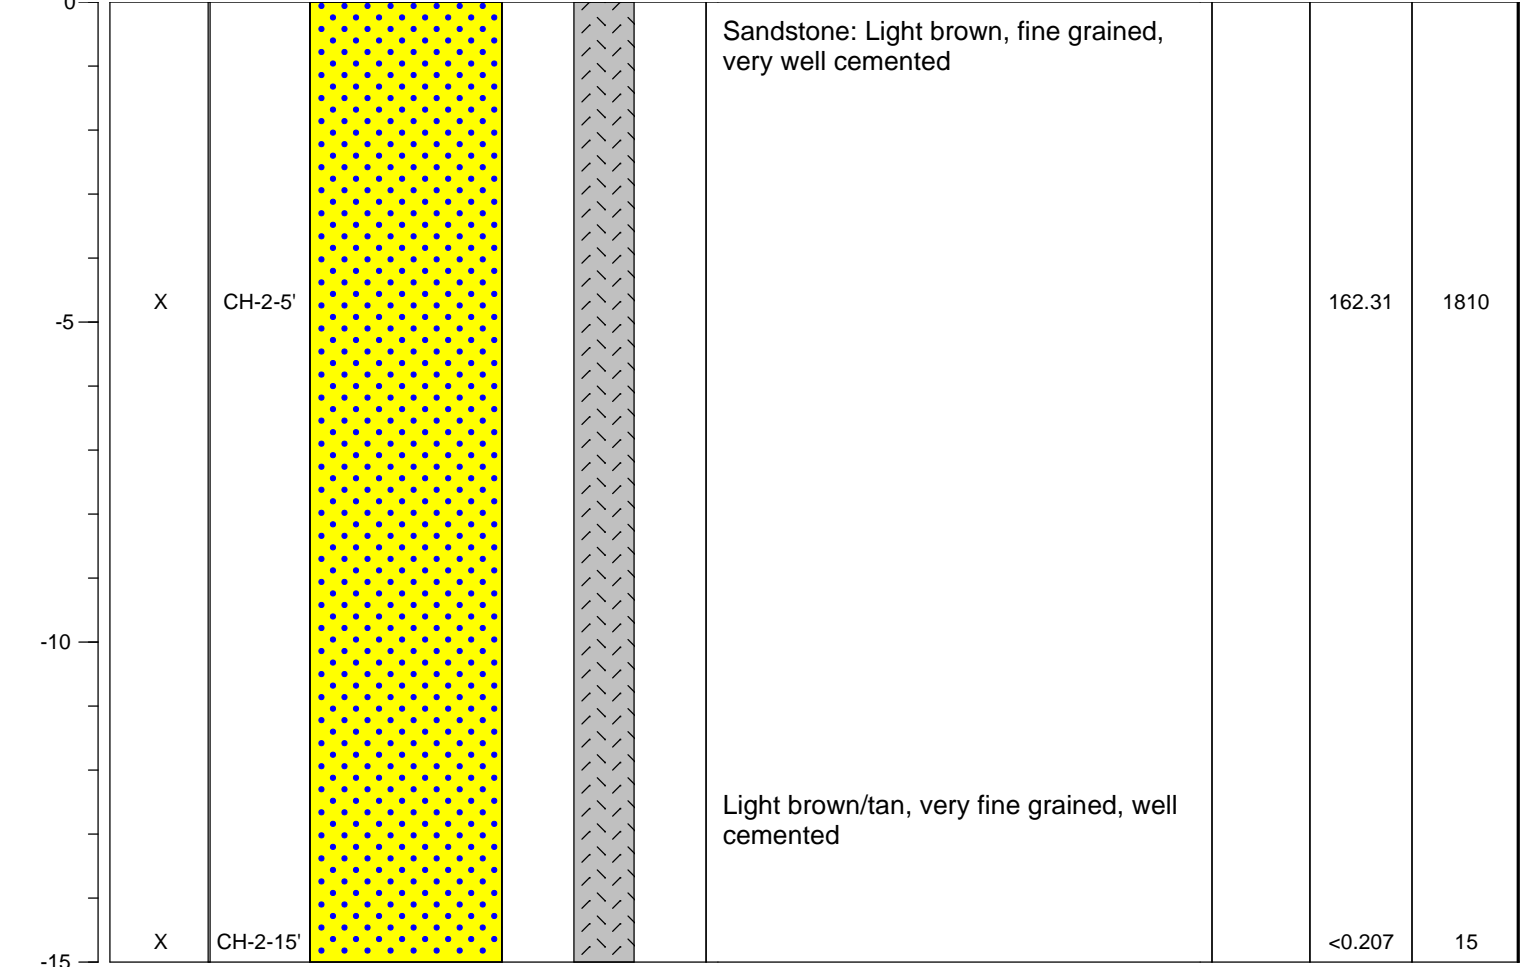 0
Sandstone: Light brown, fine grained,
very well cemented
X CH-2-5' 162.31 1810
-5
-10
Light brown/tan, very fine grained, well
cemented
X CH-2-15' <0.207 15
-15